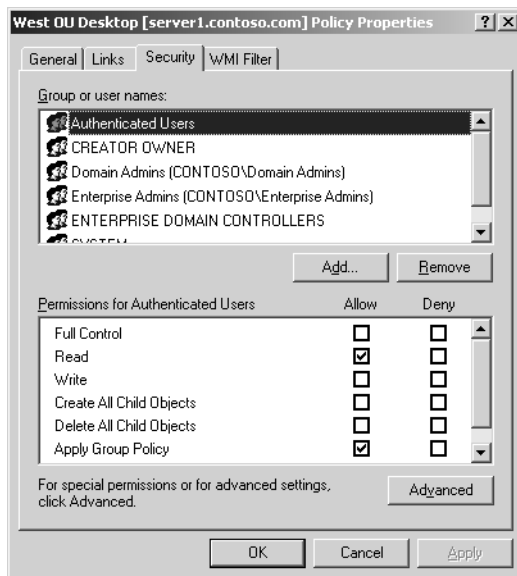 West OU Desktop [server1.contoso.com] Policy Properties
General Links Security WMI Filter
Group or user names:
Authenticated Users
CREATOR OWNER
Domain Admins (CONTOSO\Domain Admins)
Enterprise Admins (CONTOSO\Enterprise Admins)
ENTERPRISE DOMAIN CONTROLLERS
SYSTEM
Add... Remove
Permissions for Authenticated Users Allow Deny
Full Control
Read
Write
Create All Child Objects
Delete All Child Objects
Apply Group Policy
For special permissions or for advanced settings,
click Advanced.
Advanced
OK Cancel Apply